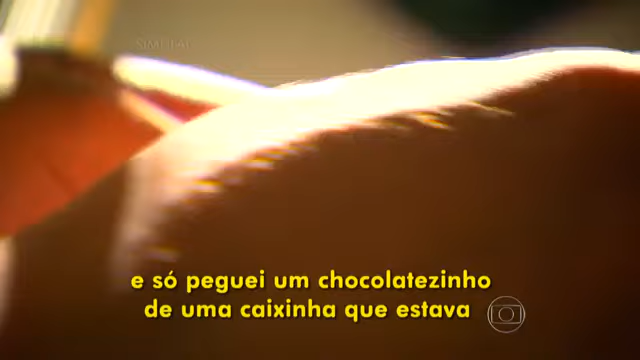 e só peguei um chocolatezinho
de uma caixinha que estava